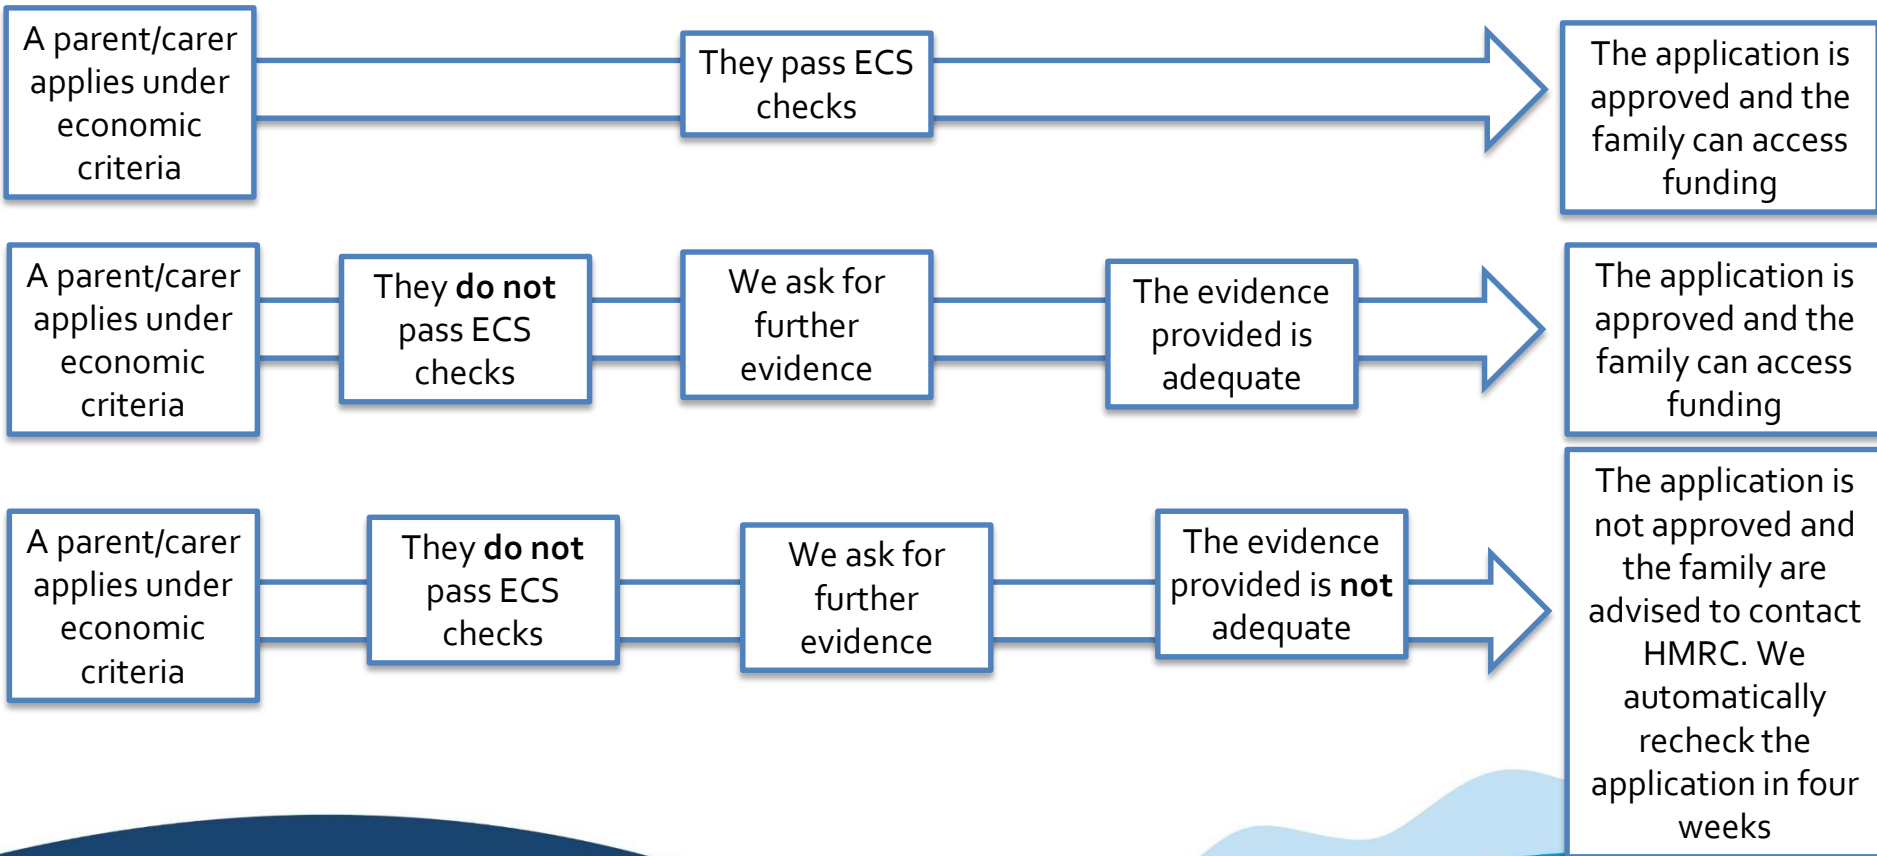 A parent/carer
applies under
economic
criteria
They pass ECS
checks
The application is
approved and the
family can access
funding
A parent/carer
applies under
economic
criteria
They do not
pass ECS
checks
We ask for
further
evidence
The evidence
provided is
adequate
The application is
approved and the
family can access
funding
A parent/carer
applies under
economic
criteria
They do not
pass ECS
checks
We ask for
further
evidence
The evidence
provided is not
adequate
The application is
not approved and
the family are
advised to contact
HMRC. We
automatically
recheck the
application in four
weeks